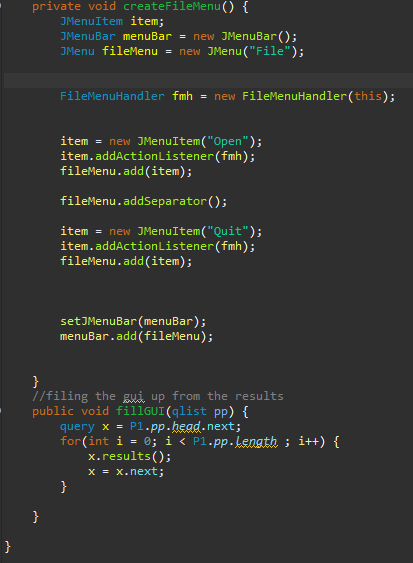 private void createFileMenu() {
JMenuItem item;
JMenuBar menuBar = new JMenuBar();
JMenu fileMenu = new JMenu("File");
FileMenuHandler fmh = new FileMenuHandler(this);
item = new JMenuItem("Open");
item.addActionListener(fmh);
fileMenu.add(item);
fileMenu.addSeparator();
item = new JMenuItem("Quit");
item.addActionListener(fmh);
fileMenu.add(item);
setJMenuBar(menuBar);
menuBar.add(fileMenu);
}
//filing the gui up from the results
public void fillGUI(qlist pp) {
query x = P1.pp.head.next;
for(int i = 0; i < P1.pp.length ; i++) {
x.results();
x = x.next;
}
}
}